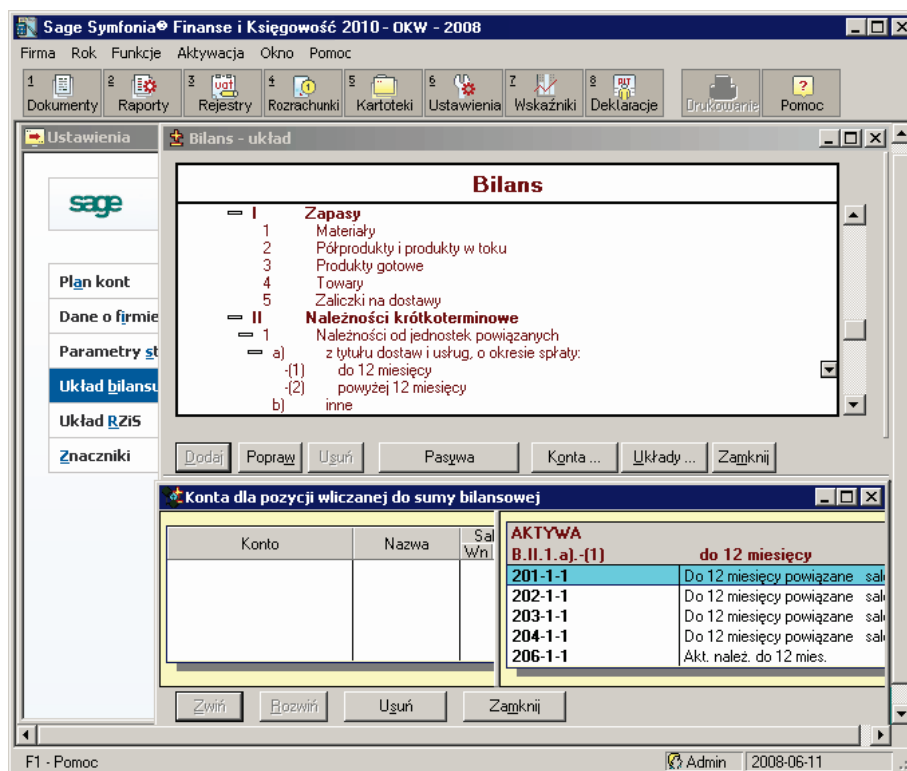 Sage Symfonia® Finanse i Księgowość 2010 - OKW - 2008
Firma Rok Funkcje Aktywacja Okno Pomoc
1 2 3 4 5 6 7 8 ?
Dokumenty Raporty Rejestry Rozrachunki Kartoteki Ustawienia Wskaźniki Deklaracje Drukowanie Pomoc
Ustawienia
sage
Plan kont
Dane o firmie
Parametry st
Układ bilansu
Układ RZiS
Znaczniki
Bilans - układ
Bilans
I Zapasy
1 Materiały
2 Półprodukty i produkty w toku
3 Produkty gotowe
4 Towary
5 Zaliczki na dostawy
II Należności krótkoterminowe
1 Należności od jednostek powiązanych
a) z tytułu dostaw i usług, o okresie spłaty:
-(1) do 12 miesięcy
-(2) powyżej 12 miesięcy
b) inne
Dodaj Popraw Usuń Pasywa Konta ... Układy ... Zamknij
Konta dla pozycji wliczanej do sumy bilansowej
Konto Nazwa Sal
Wn
AKTYWA
B.II.1.a).-(1) do 12 miesięcy
201-1-1 Do 12 miesięcy powiązane sald
202-1-1 Do 12 miesięcy powiązane sald
203-1-1 Do 12 miesięcy powiązane sald
204-1-1 Do 12 miesięcy powiązane sald
206-1-1 Akt. należ. do 12 mies.
Zwiń Rozwiń Usuń Zamknij
F1 - Pomoc Admin 2008-06-11